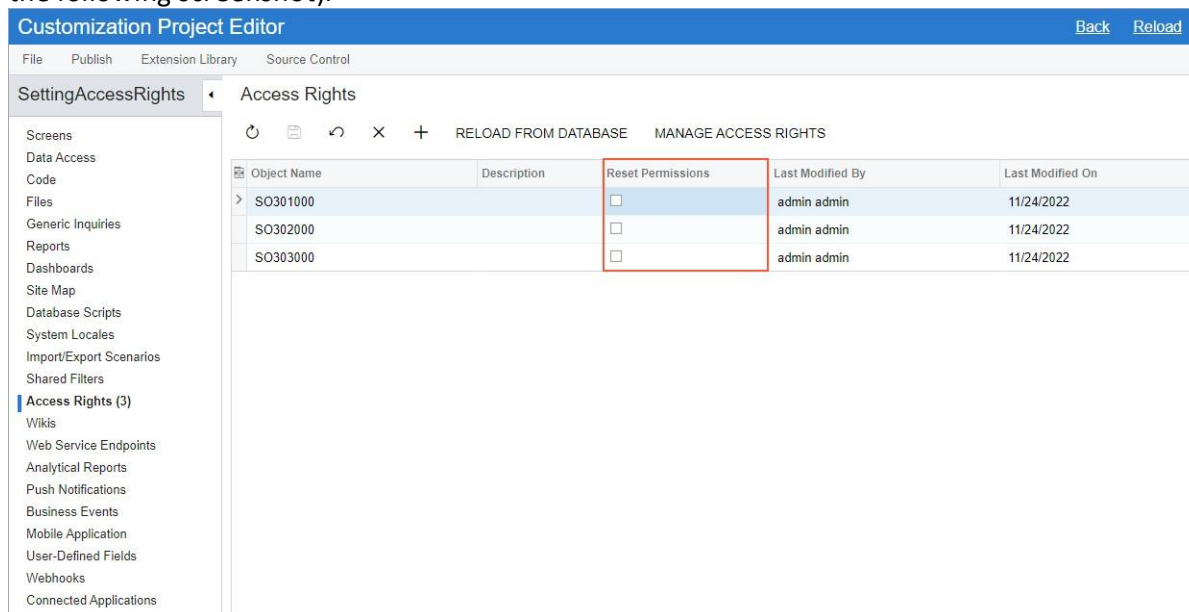 the following screenshot).
Customization Project Editor Back Reload
File Publish Extension Library Source Control
SettingAccessRights Access Rights
RELOAD FROM DATABASE MANAGE ACCESS RIGHTS
Object Name Description Reset Permissions Last Modified By Last Modified On
SO301000 admin admin 11/24/2022
SO302000 admin admin 11/24/2022
SO303000 admin admin 11/24/2022
Screens
Data Access
Code
Files
Generic Inquiries
Reports
Dashboards
Site Map
Database Scripts
System Locales
Import/Export Scenarios
Shared Filters
Access Rights (3)
Wikis
Web Service Endpoints
Analytical Reports
Push Notifications
Business Events
Mobile Application
User-Defined Fields
Webhooks
Connected Applications